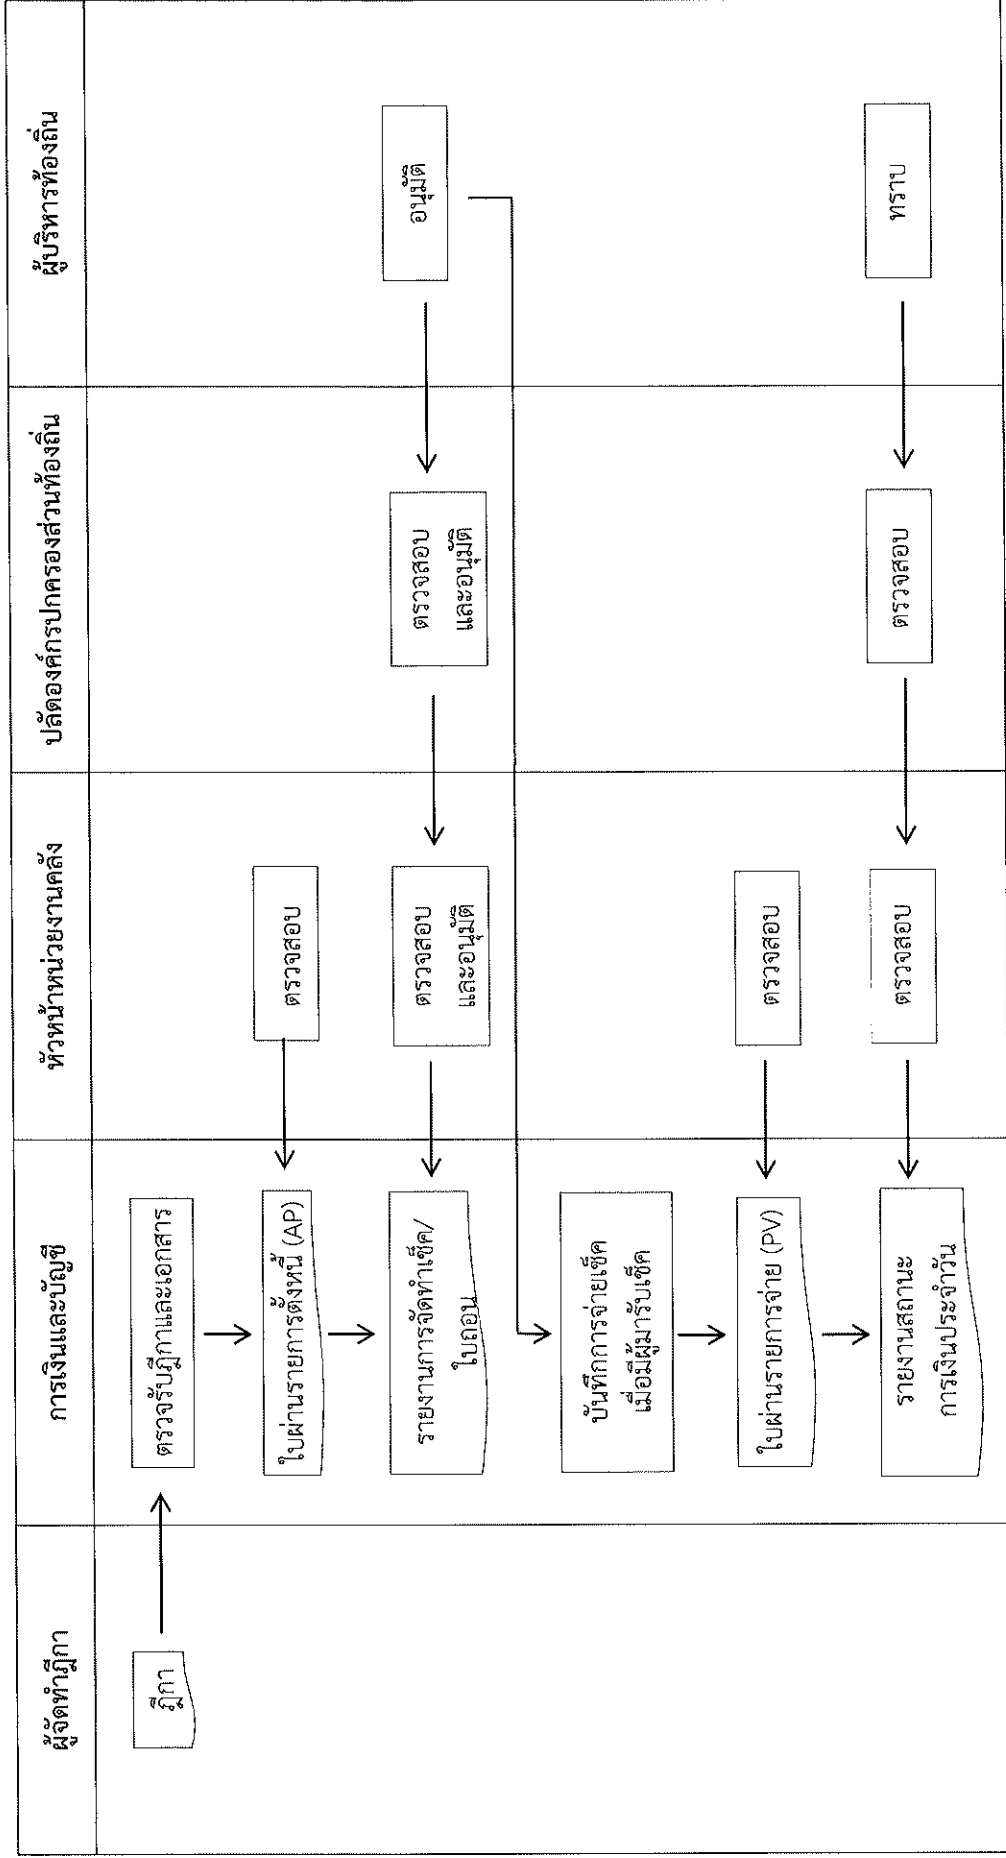 ผู้จัดทำฎีกา
การเงินและบัญชี
หัวหน้าหน่วยงานคลัง
ปลัดองค์กรปกครองส่วนท้องถิ่น
ผู้บริหารท้องถิ่น
ฎีกา
ตรวจรับฎีกาและเอกสาร
ใบผ่านรายการตั้งหนี้ (AP)
ตรวจสอบ
รายงานการจัดทำเช็ค/
ใบถอน
ตรวจสอบ
และอนุมัติ
ตรวจสอบ
และอนุมัติ
อนุมัติ
บันทึกการจ่ายเช็ค
เมื่อมีผู้มารับเช็ค
ใบผ่านรายการจ่าย (PV)
ตรวจสอบ
รายงานสถานะ
การเงินประจำวัน
ตรวจสอบ
ตรวจสอบ
ทราบ